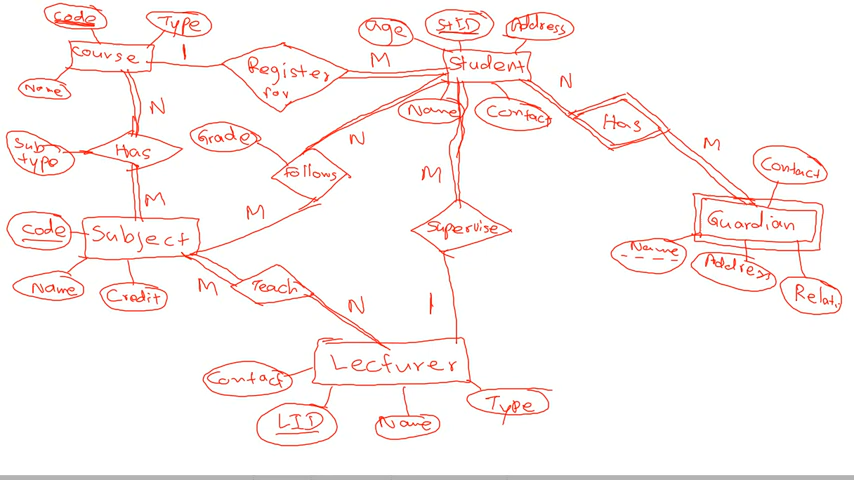 code
Type
Course
Name
1
Register
for
M
age
StID
Address
Student
Name
Contact
N
Has
M
Contact
Guardian
Name
Address
N
Has
Sub
type
M
Grade
N
Follows
M
M
Supervise
1
code
Subject
Name
Credit
M
Teach
N
Lecturer
Contact
LID
Name
Type